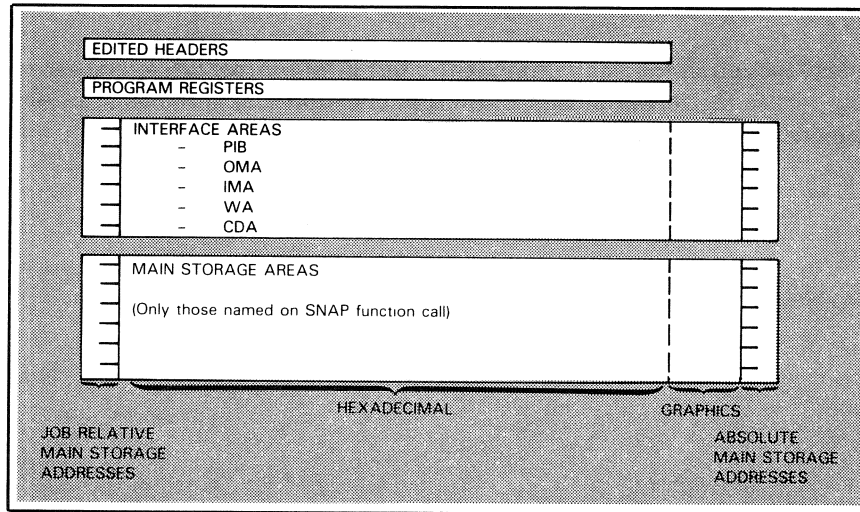 EDITED HEADERS
PROGRAM REGISTERS
INTERFACE AREAS
– PIB
– OMA
– IMA
– WA
– CDA
MAIN STORAGE AREAS
(Only those named on SNAP function call)
HEXADECIMAL
GRAPHICS
JOB RELATIVE
MAIN STORAGE
ADDRESSES
ABSOLUTE
MAIN STORAGE
ADDRESSES